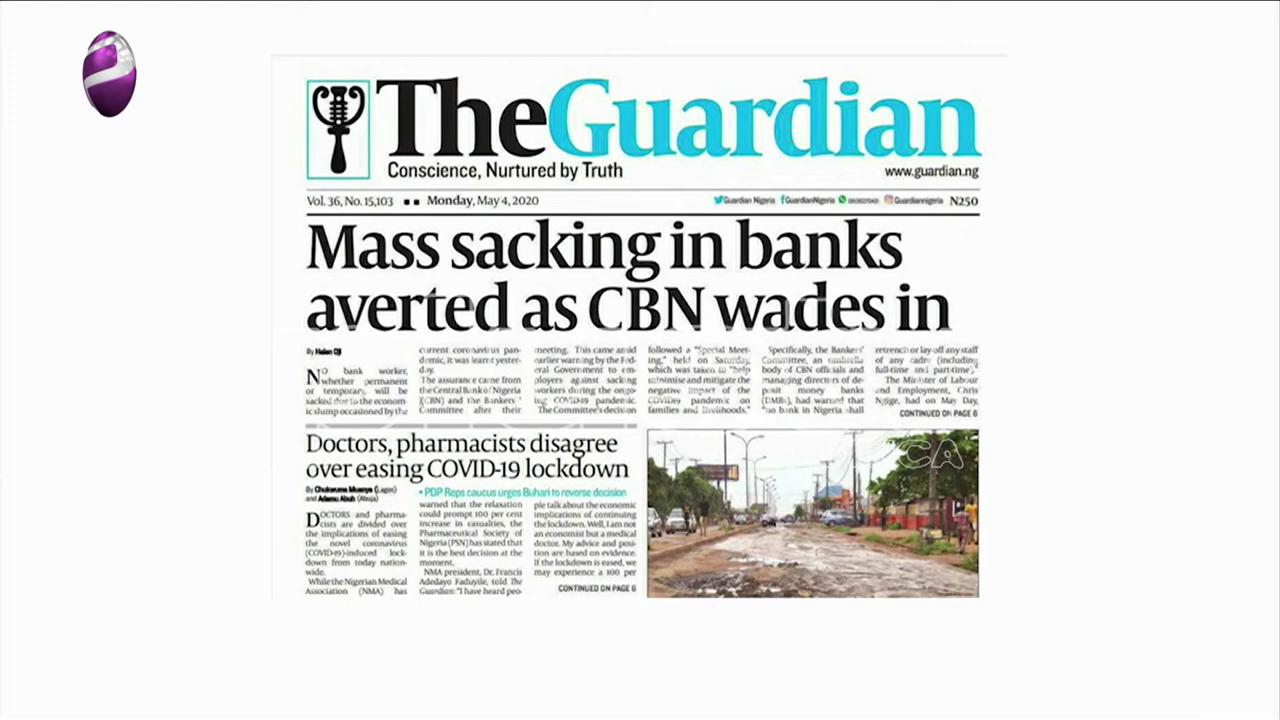 TheGuardian
Conscience, Nurtured by Truth
www.guardian.ng
Vol. 36, No. 15,103
Monday, May 4, 2020
Guardian Nigeria
GuardianNigeria
Guardiannigeria
N250
Mass sacking in banks
averted as CBN wades in
By Helen Oji
NO bank worker,
whether permanent
or temporary, will be
sacked due to the econom-
ic slump occasioned by the
current coronavirus pan-
demic, it was learnt yester-
day.
The assurance came from
the Central Bank of Nigeria
(CBN) and the Bankers'
Committee after their
meeting. This came amid
earlier warning by the Fed-
eral Government to em-
ployers against sacking
workers during the ongo-
ing COVID-19 pandemic.
The Committee's decision
followed a "Special Meet-
ing," held on Saturday,
which was taken to "help
minimise and mitigate the
negative impact of the
COVID19 pandemic on
families and livelihoods."
Specifically, the Bankers'
Committee, an umbrella
body of CBN officials and
managing directors of de-
posit money banks
(DMBs), had warned that
"no bank in Nigeria shall
retrench or lay-off any staff
of any cadre (including
full-time and part-time)."
The Minister of Labour
and Employment, Chris
Ngige, had on May Day,
CONTINUED ON PAGE 6
Doctors, pharmacists disagree
over easing COVID-19 lockdown
By Chukwuma Muanya (Lagos)
and Adamu Abuh (Abuja)
• PDP Reps caucus urges Buhari to reverse decision
DOCTORS and pharma-
cists are divided over
the implications of easing
the novel coronavirus
(COVID-19)-induced lock-
down from today nation-
wide.
While the Nigerian Medical
Association (NMA) has
warned that the relaxation
could prompt 100 per cent
increase in casualties, the
Pharmaceutical Society of
Nigeria (PSN) has stated that
it is the best decision at the
moment.
NMA president, Dr. Francis
Adedayo Faduyile, told The
Guardian: "I have heard peo-
ple talk about the economic
implications of continuing
the lockdown. Well, I am not
an economist but a medical
doctor. My advice and posi-
tion are based on evidence.
If the lockdown is eased, we
may experience a 100 per
CONTINUED ON PAGE 6
CA